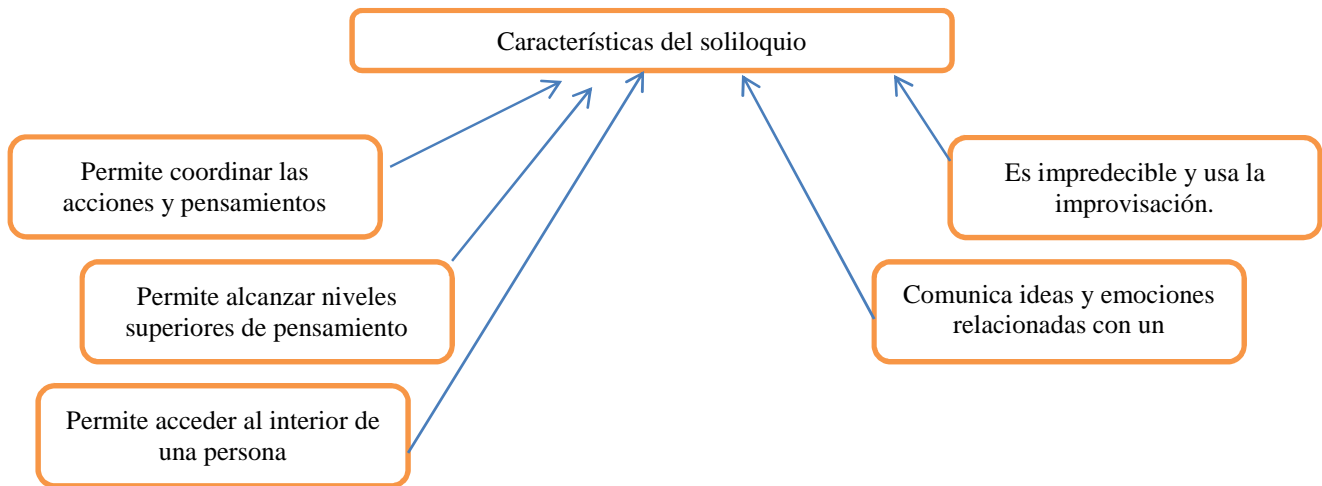 Características del soliloquio
Permite coordinar las
acciones y pensamientos
Es impredecible y usa la
improvisación.
Permite alcanzar niveles
superiores de pensamiento
Comunica ideas y emociones
relacionadas con un
Permite acceder al interior de
una persona